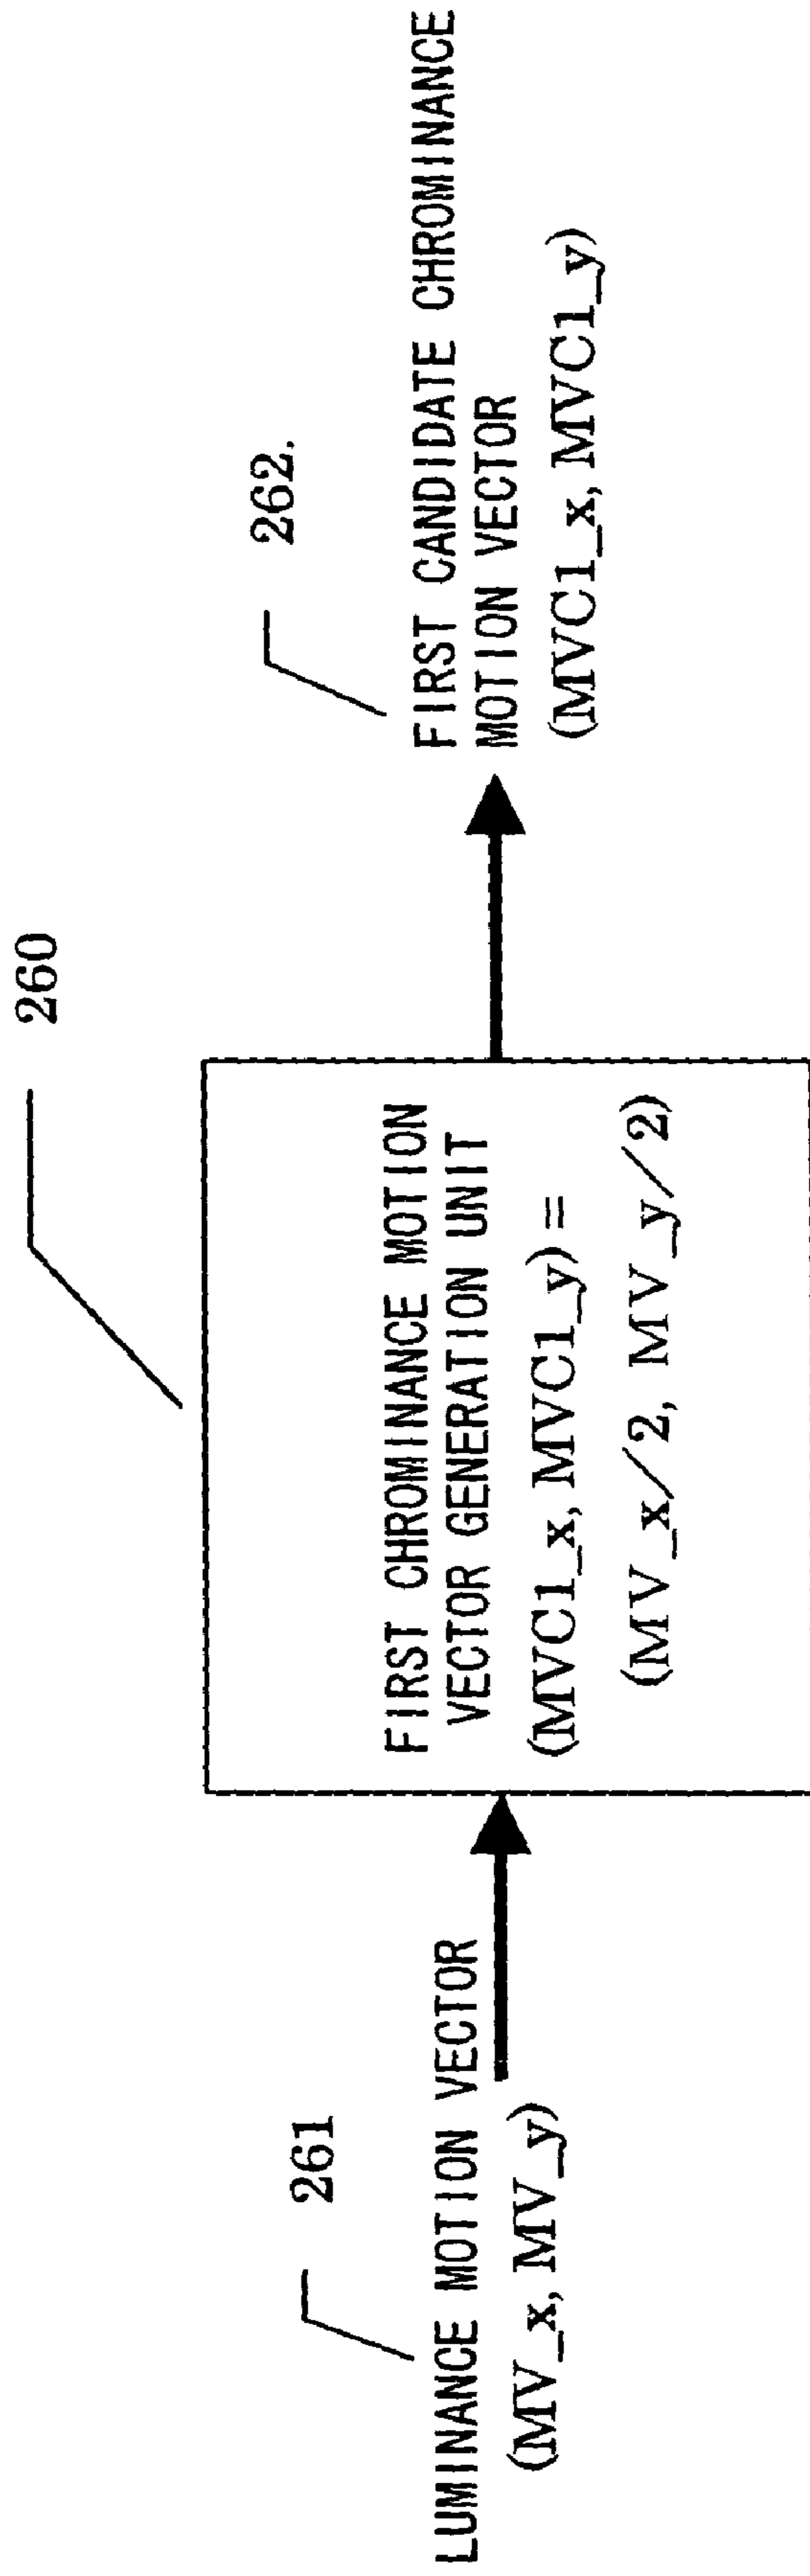 260
261
LUMINANCE MOTION VECTOR
(MV_x, MV_y)
FIRST CHROMINANCE MOTION
VECTOR GENERATION UNIT
(MVC1_x, MVC1_y) =
(MV_x/2, MV_y/2)
262.
FIRST CANDIDATE CHROMINANCE
MOTION VECTOR
(MVC1_x, MVC1_y)